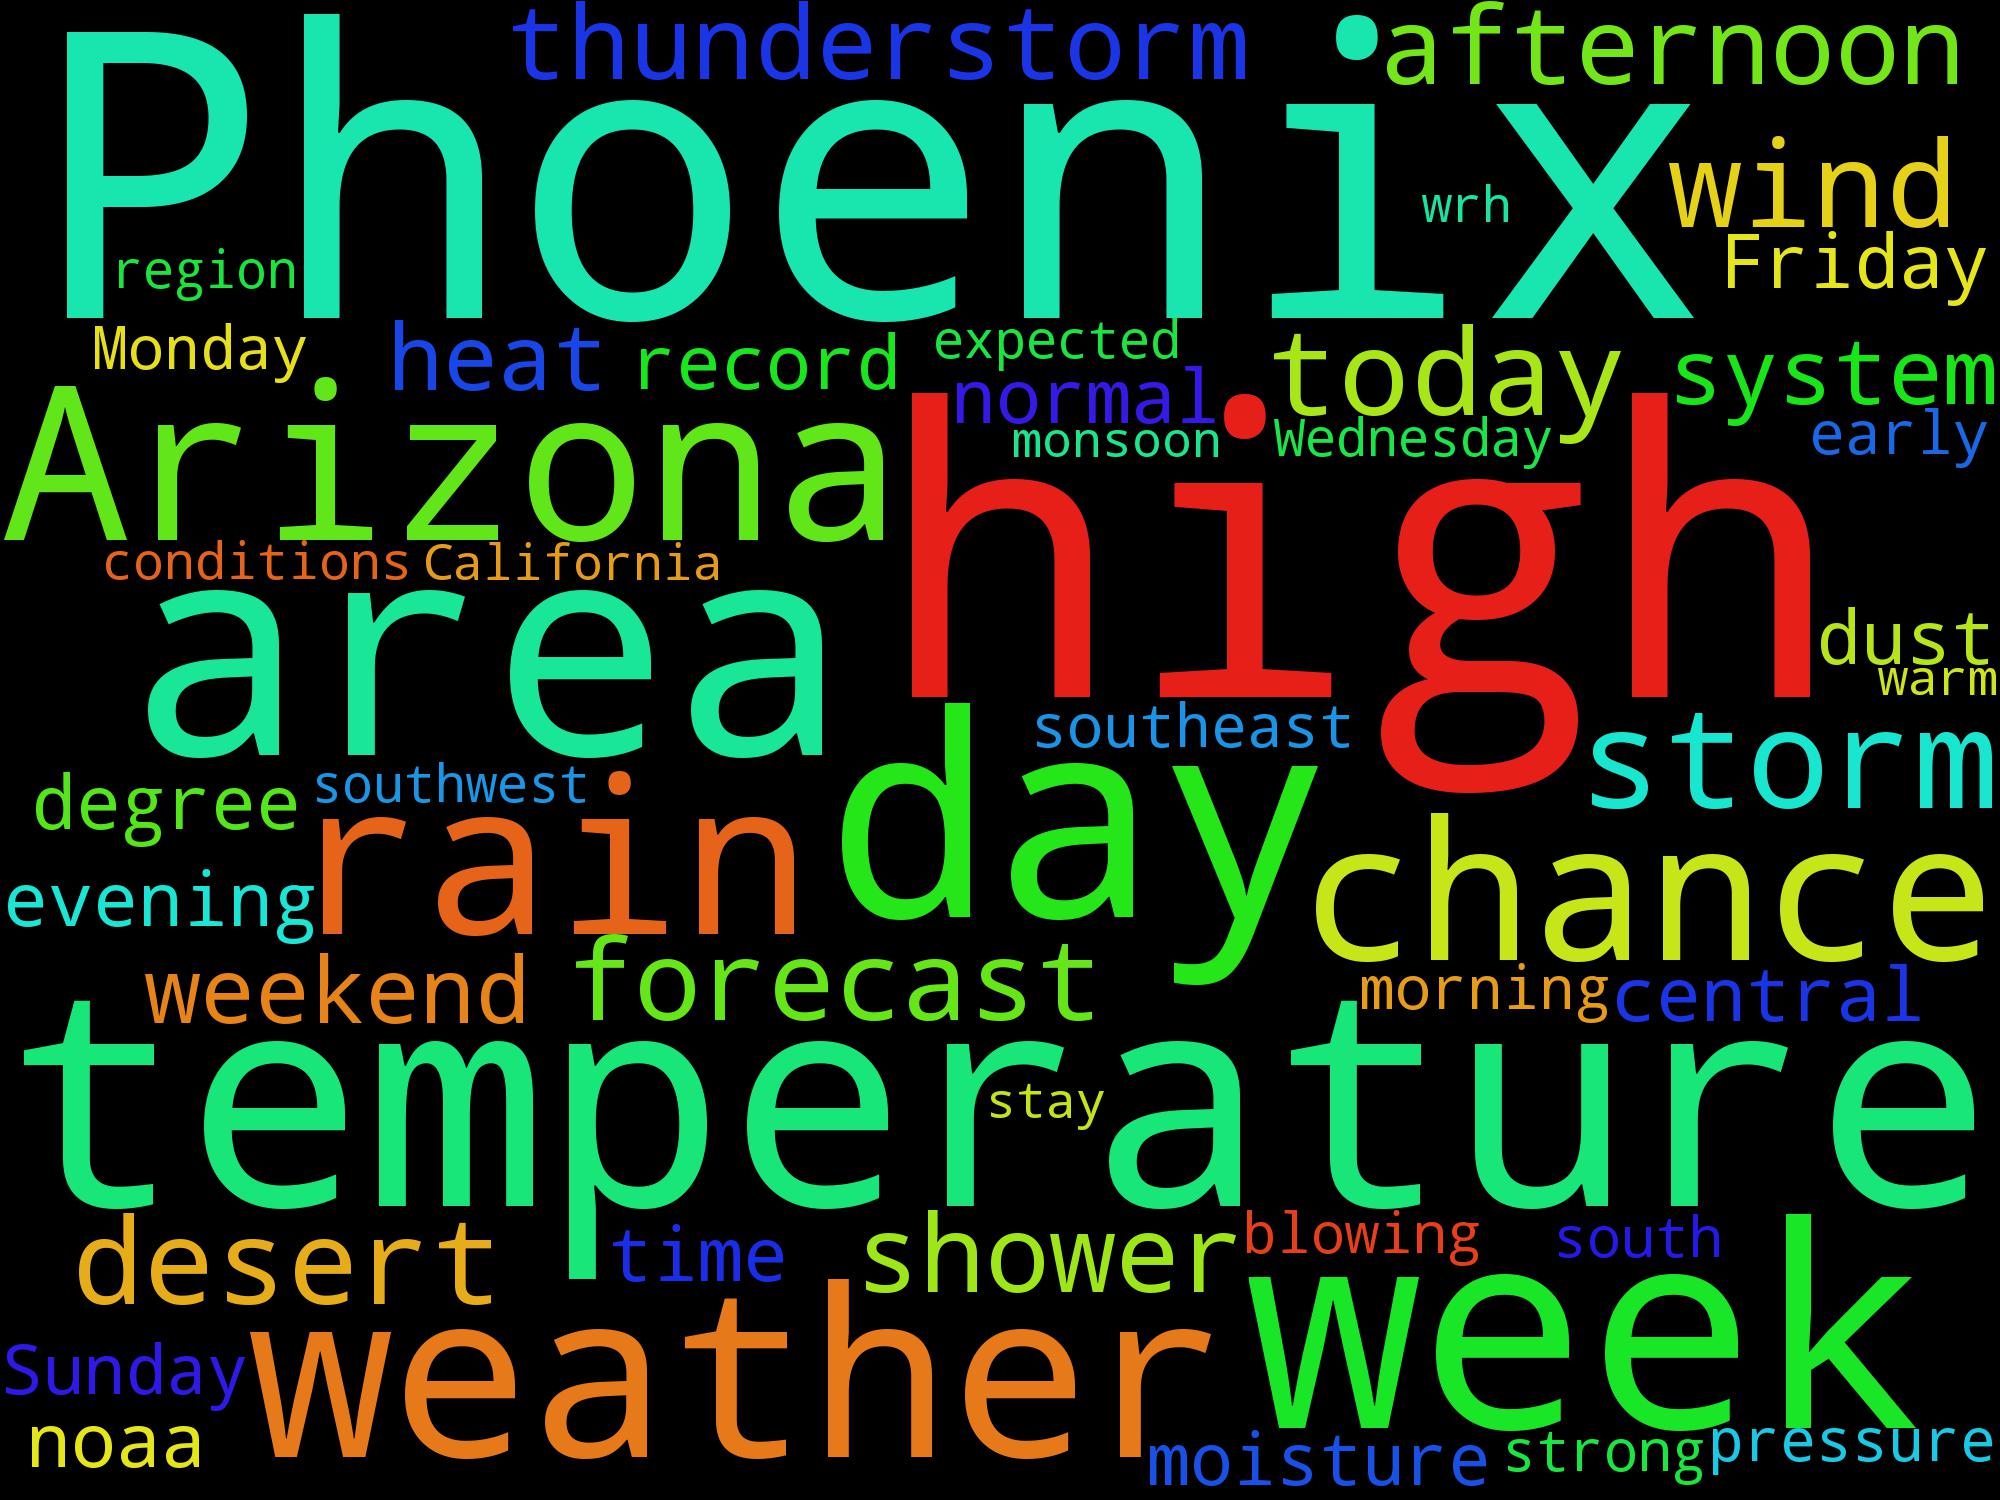 thunderstorm
afternoon
Phoenix
wind
wrh
Friday
region
Monday
heat
record
expected
today
system
normal
Arizona
high
monsoon
Wednesday
early
conditions
California
area
dust
warm
southeast
storm
degree
southwest
rain
day
chance
evening
weekend
forecast
morning
central
temperature
stay
desert
time
shower
blowing
south
week
weather
Sunday
noaa
moisture
strong
pressure